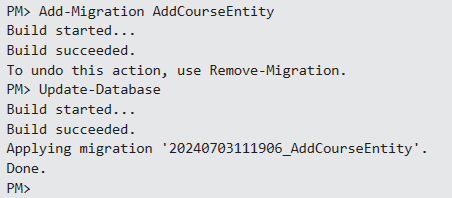 PM> Add-Migration AddCourseEntity
Build started...
Build succeeded.
To undo this action, use Remove-Migration.
PM> Update-Database
Build started...
Build succeeded.
Applying migration '20240703111906_AddCourseEntity'.
Done.
PM>